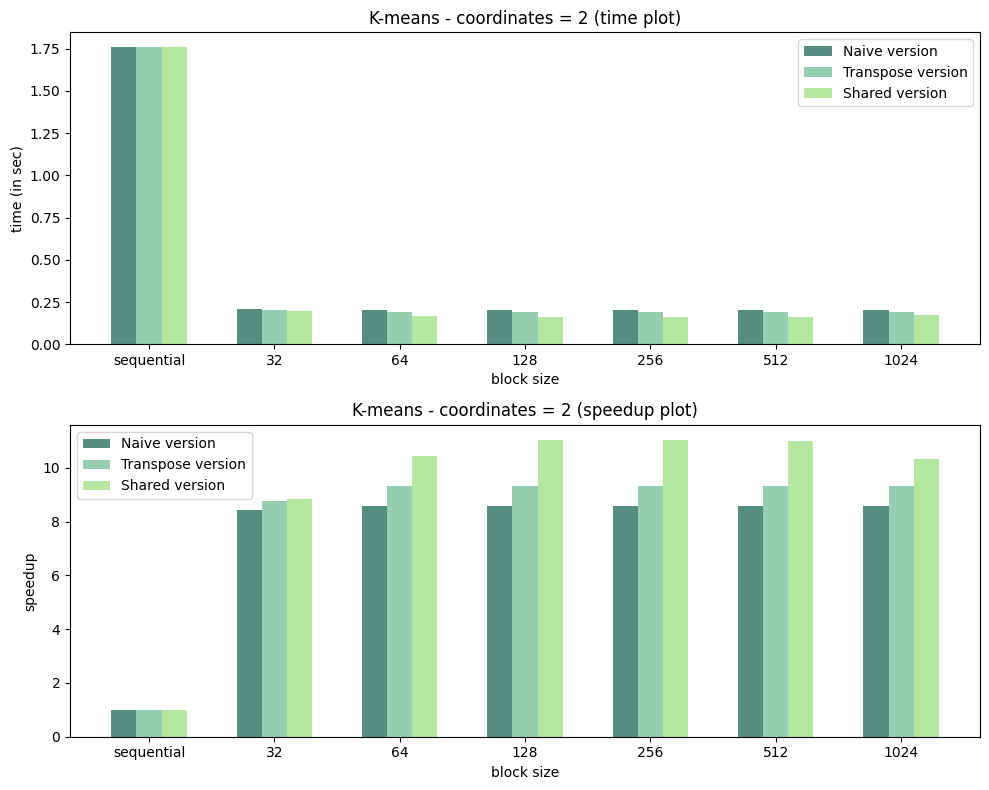 K-means - coordinates = 2 (time plot)
Naive version
Transpose version
Shared version
time (in sec)
1.75
1.50
1.25
1.00
0.75
0.50
0.25
0.00
sequential 32 64 128 256 512 1024
block size
K-means - coordinates = 2 (speedup plot)
Naive version
Transpose version
Shared version
speedup
10
8
6
4
2
0
sequential 32 64 128 256 512 1024
block size